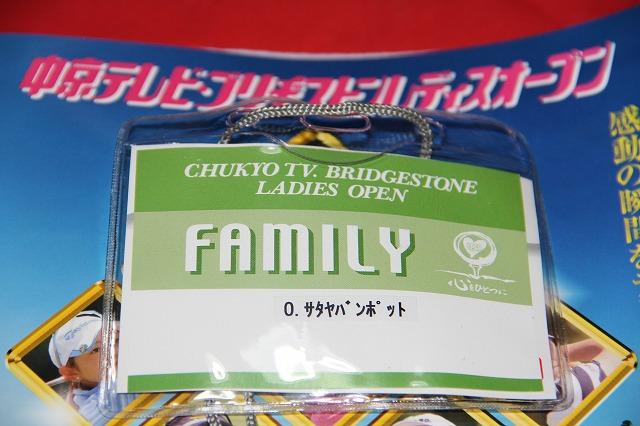 中京テレビ・ブリヂストンレディスオープン
感動の瞬間を
CHUKYO TV. BRIDGESTONE
LADIES OPEN
FAMILY
心をひとつに
O. ｻﾀﾔﾊﾞﾝﾎﾟｯﾄ